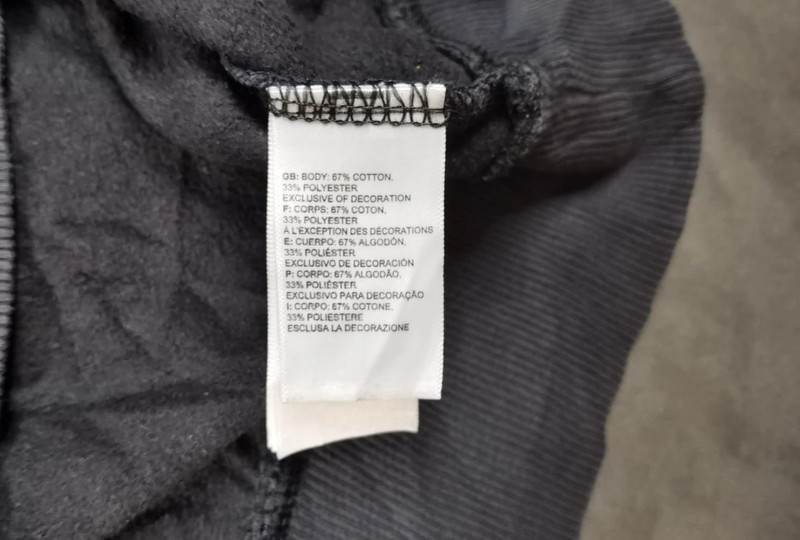 GB: BODY: 67% COTTON,
33% POLYESTER
EXCLUSIVE OF DECORATION
F: CORPS: 67% COTON,
33% POLYESTER
À L'EXCEPTION DES DÉCORATIONS
E: CUERPO: 67% ALGODÓN,
33% POLIÉSTER
EXCLUSIVO DE DECORACIÓN
P: CORPO: 67% ALGODÃO,
33% POLIÉSTER
EXCLUSIVO PARA DECORAÇÃO
I: CORPO: 67% COTONE,
33% POLIESTERE
ESCLUSA LA DECORAZIONE